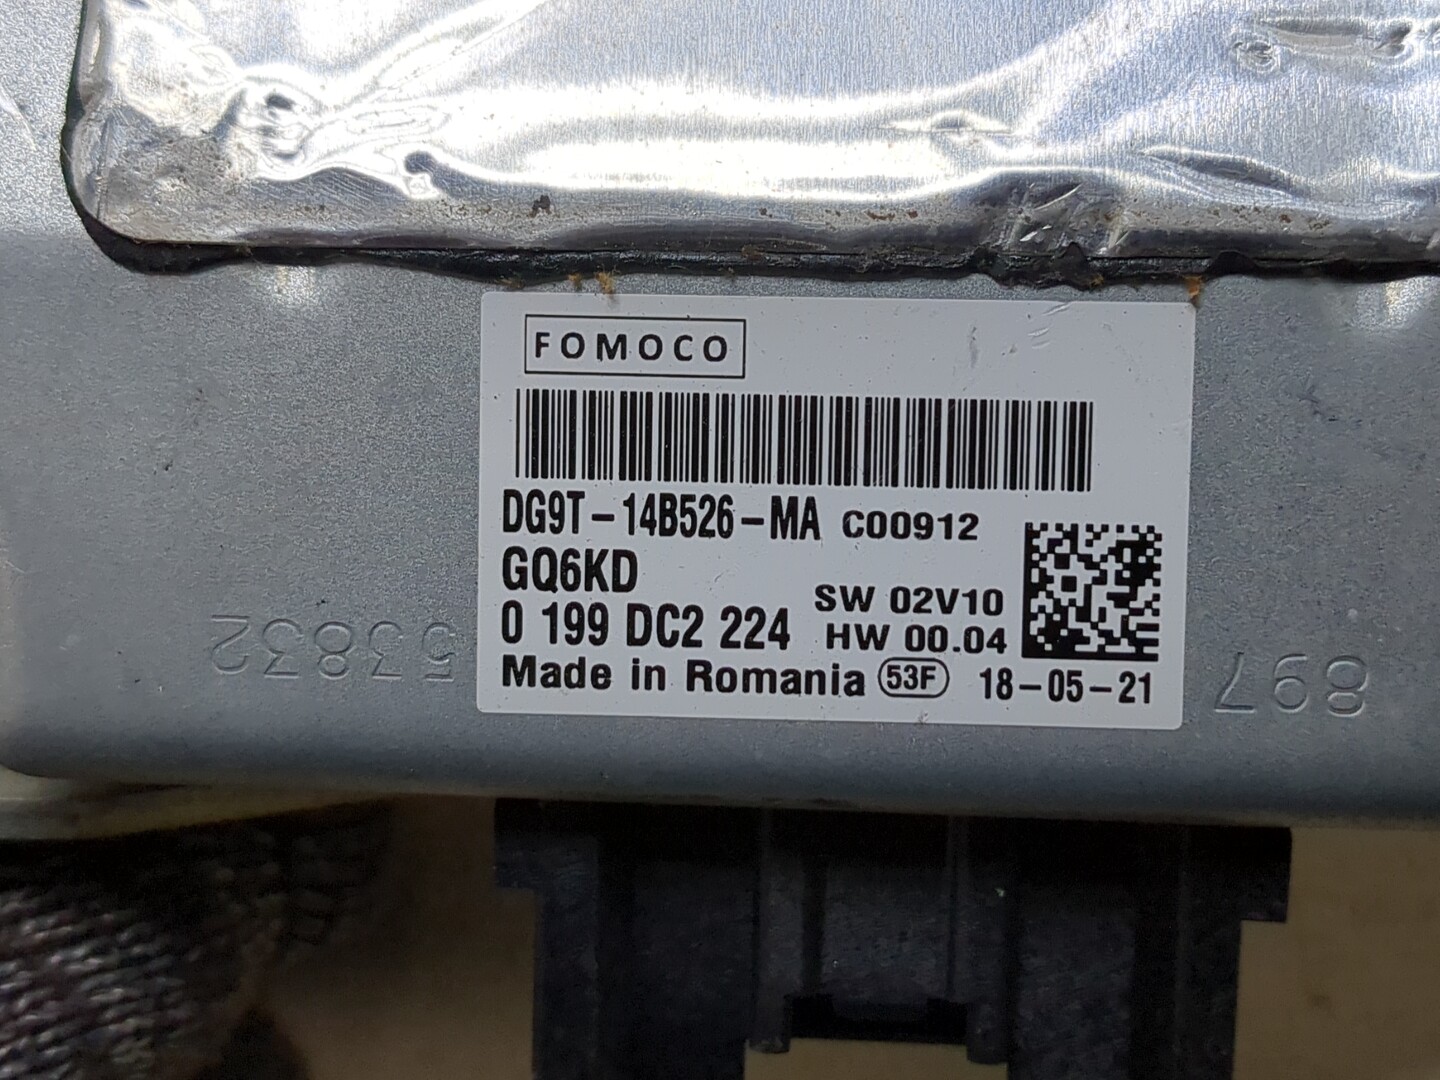 FOMOCO
DG9T-14B526-MA C00912
GQ6KD
SW 02V10
0 199 DC2 224 HW 00.04
Made in Romania 53F 18-05-21
53832
897